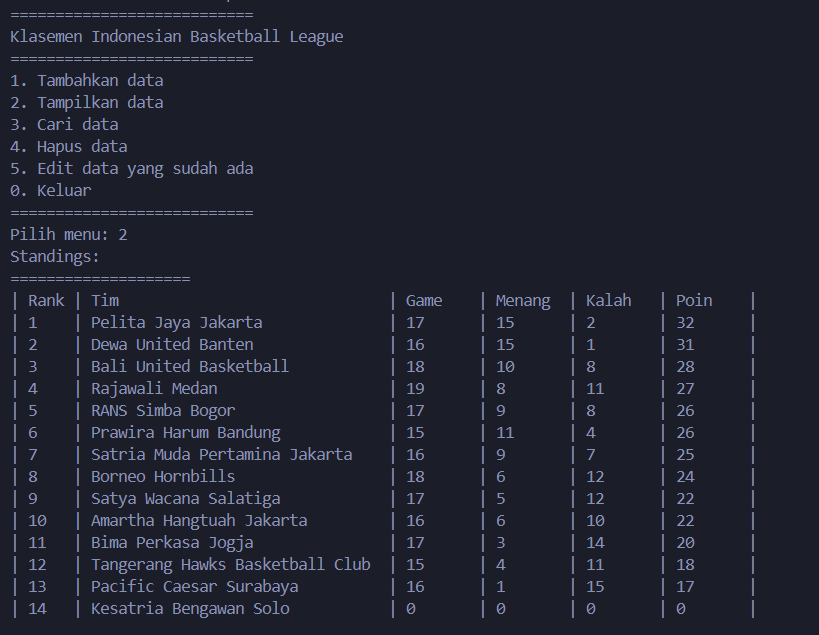 ===========================
Klasemen Indonesian Basketball League
===========================
1. Tambahkan data
2. Tampilkan data
3. Cari data
4. Hapus data
5. Edit data yang sudah ada
0. Keluar
===========================
Pilih menu: 2
Standings:
====================
| Rank | Tim                              | Game    | Menang  | Kalah   | Poin    |
| 1    | Pelita Jaya Jakarta              | 17      | 15      | 2       | 32      |
| 2    | Dewa United Banten               | 16      | 15      | 1       | 31      |
| 3    | Bali United Basketball           | 18      | 10      | 8       | 28      |
| 4    | Rajawali Medan                   | 19      | 8       | 11      | 27      |
| 5    | RANS Simba Bogor                 | 17      | 9       | 8       | 26      |
| 6    | Prawira Harum Bandung            | 15      | 11      | 4       | 26      |
| 7    | Satria Muda Pertamina Jakarta    | 16      | 9       | 7       | 25      |
| 8    | Borneo Hornbills                 | 18      | 6       | 12      | 24      |
| 9    | Satya Wacana Salatiga            | 17      | 5       | 12      | 22      |
| 10   | Amartha Hangtuah Jakarta         | 16      | 6       | 10      | 22      |
| 11   | Bima Perkasa Jogja               | 17      | 3       | 14      | 20      |
| 12   | Tangerang Hawks Basketball Club  | 15      | 4       | 11      | 18      |
| 13   | Pacific Caesar Surabaya          | 16      | 1       | 15      | 17      |
| 14   | Kesatria Bengawan Solo           | 0       | 0       | 0       | 0       |